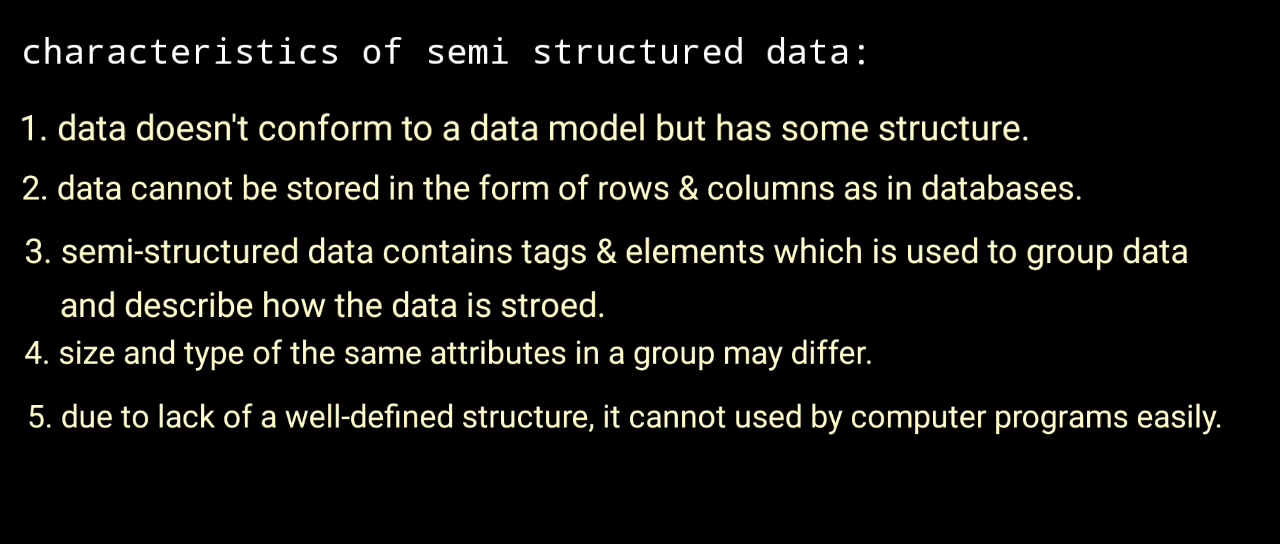 characteristics of semi structured data:
1. data doesn't conform to a data model but has some structure.
2. data cannot be stored in the form of rows & columns as in databases.
3. semi-structured data contains tags & elements which is used to group data
and describe how the data is stroed.
4. size and type of the same attributes in a group may differ.
5. due to lack of a well-defined structure, it cannot used by computer programs easily.